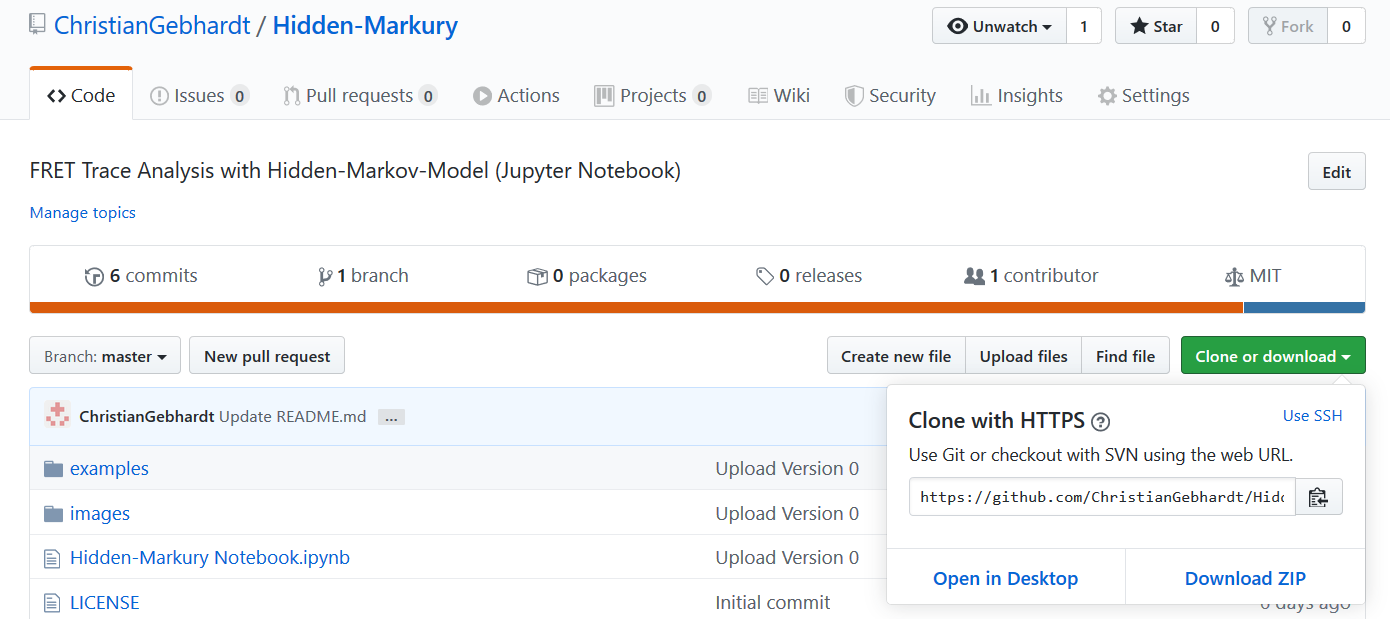 ChristianGebhardt / Hidden-Markury
Unwatch 1 Star 0 Fork 0
Code Issues 0 Pull requests 0 Actions Projects 0 Wiki Security Insights Settings
FRET Trace Analysis with Hidden-Markov-Model (Jupyter Notebook) Edit
Manage topics
6 commits 1 branch 0 packages 0 releases 1 contributor MIT
Branch: master New pull request Create new file Upload files Find file Clone or download
ChristianGebhardt Update README.md ...
examples Upload Version 0
images Upload Version 0
Hidden-Markury Notebook.ipynb Upload Version 0
LICENSE Initial commit 6 days ago
Clone with HTTPS ? Use SSH
Use Git or checkout with SVN using the web URL.
https://github.com/ChristianGebhardt/Hidd
Open in Desktop Download ZIP